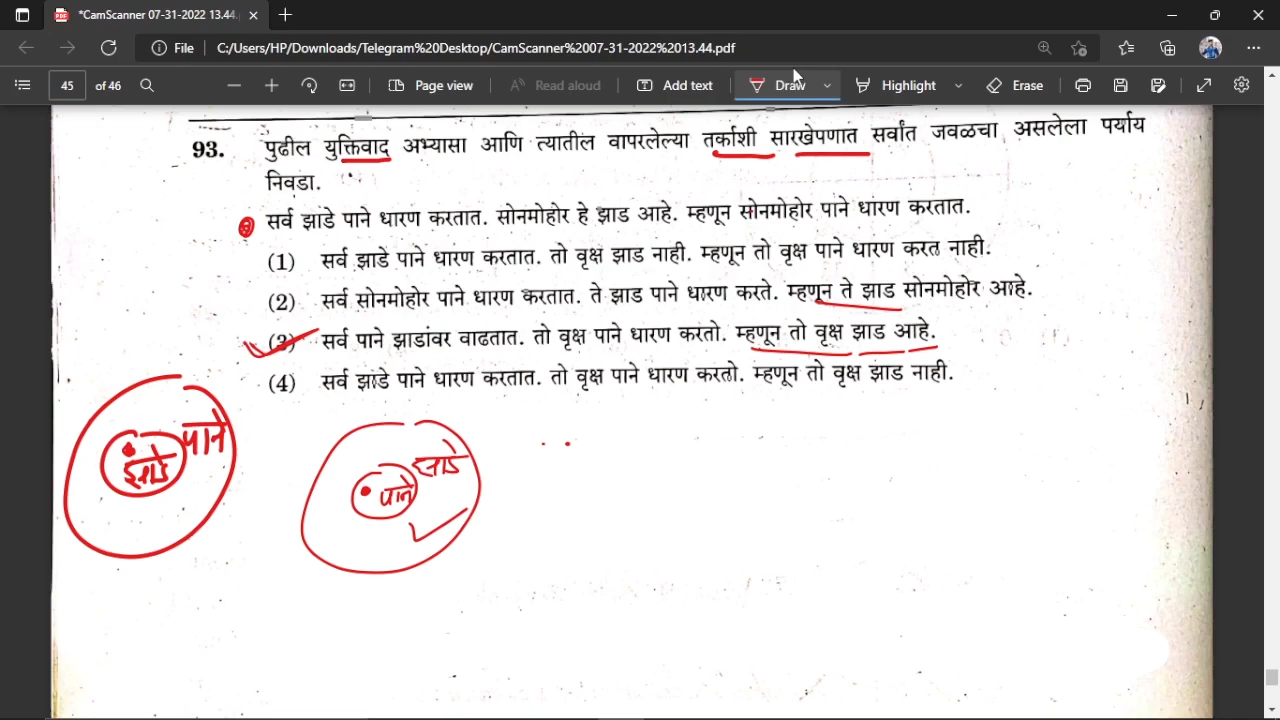 *CamScanner 07-31-2022 13.44.
File C:/Users/HP/Downloads/Telegram%20Desktop/CamScanner%2007-31-2022%2013.44.pdf
45 of 46 Page view Read aloud Add text Draw Highlight Erase
93. पुढील युक्तिवाद अभ्यासा आणि त्यातील वापरलेल्या तर्काशी सारखेपणात सर्वांत जवळचा असलेला पर्याय
निवडा.
सर्व झाडे पाने धारण करतात. सोनमोहोर हे झाड आहे. म्हणून सोनमोहोर पाने धारण करतात.
(1) सर्व झाडे पाने धारण करतात. तो वृक्ष झाड नाही. म्हणून तो वृक्ष पाने धारण करत नाही.
(2) सर्व सोनमोहोर पाने धारण करतात. ते झाड पाने धारण करते. म्हणून ते झाड सोनमोहोर आहे.
(3) सर्व पाने झाडांवर वाढतात. तो वृक्ष पाने धारण करतो. म्हणून तो वृक्ष झाड आहे.
(4) सर्व झाडे पाने धारण करतात. तो वृक्ष पाने धारण करतो. म्हणून तो वृक्ष झाड नाही.
झाडे पाने
पाने झाडे